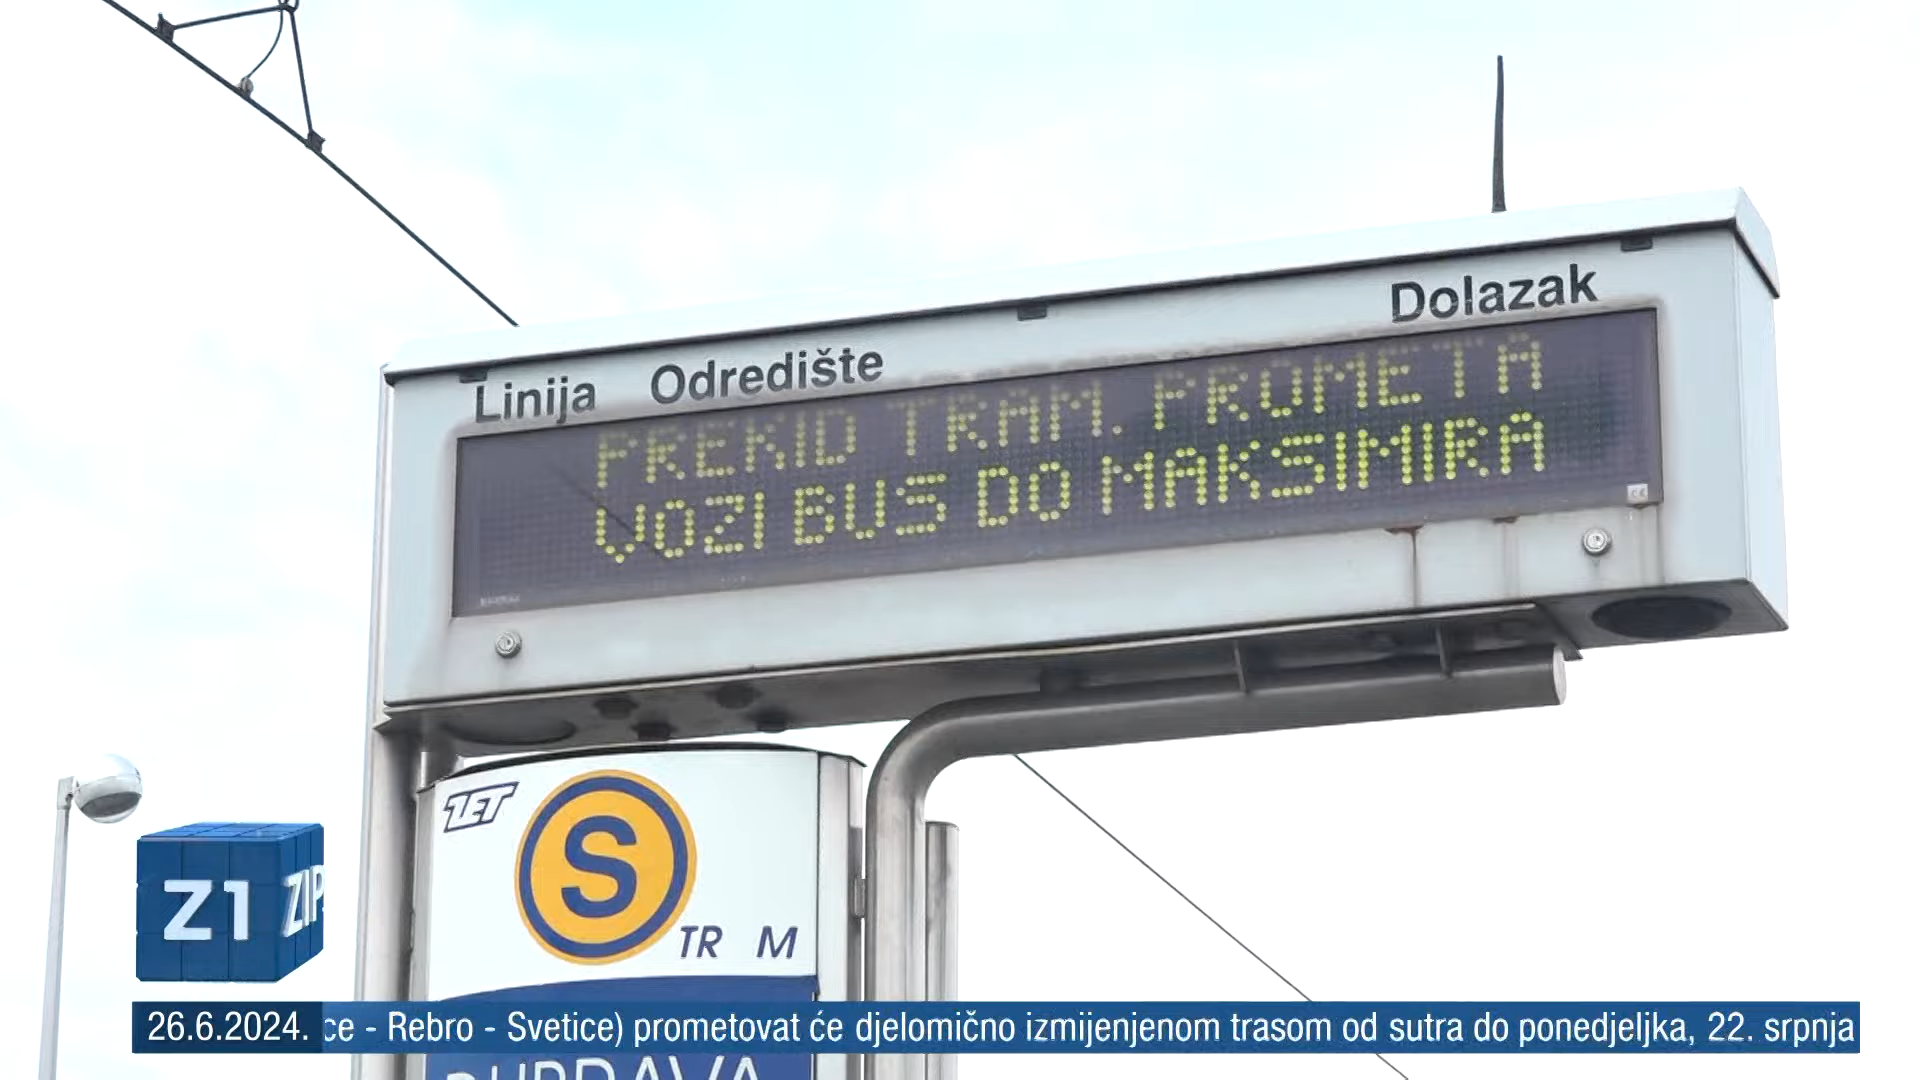 Linija Odredište Dolazak
PREKID TRAM. PROMETA
VOZI BUS DO MAKSIMIRA
ZET
S
TR M
Z1
ZIP
26.6.2024. ce - Rebro - Svetice) prometovat će djelomično izmijenjenom trasom od sutra do ponedjeljka, 22. srpnja